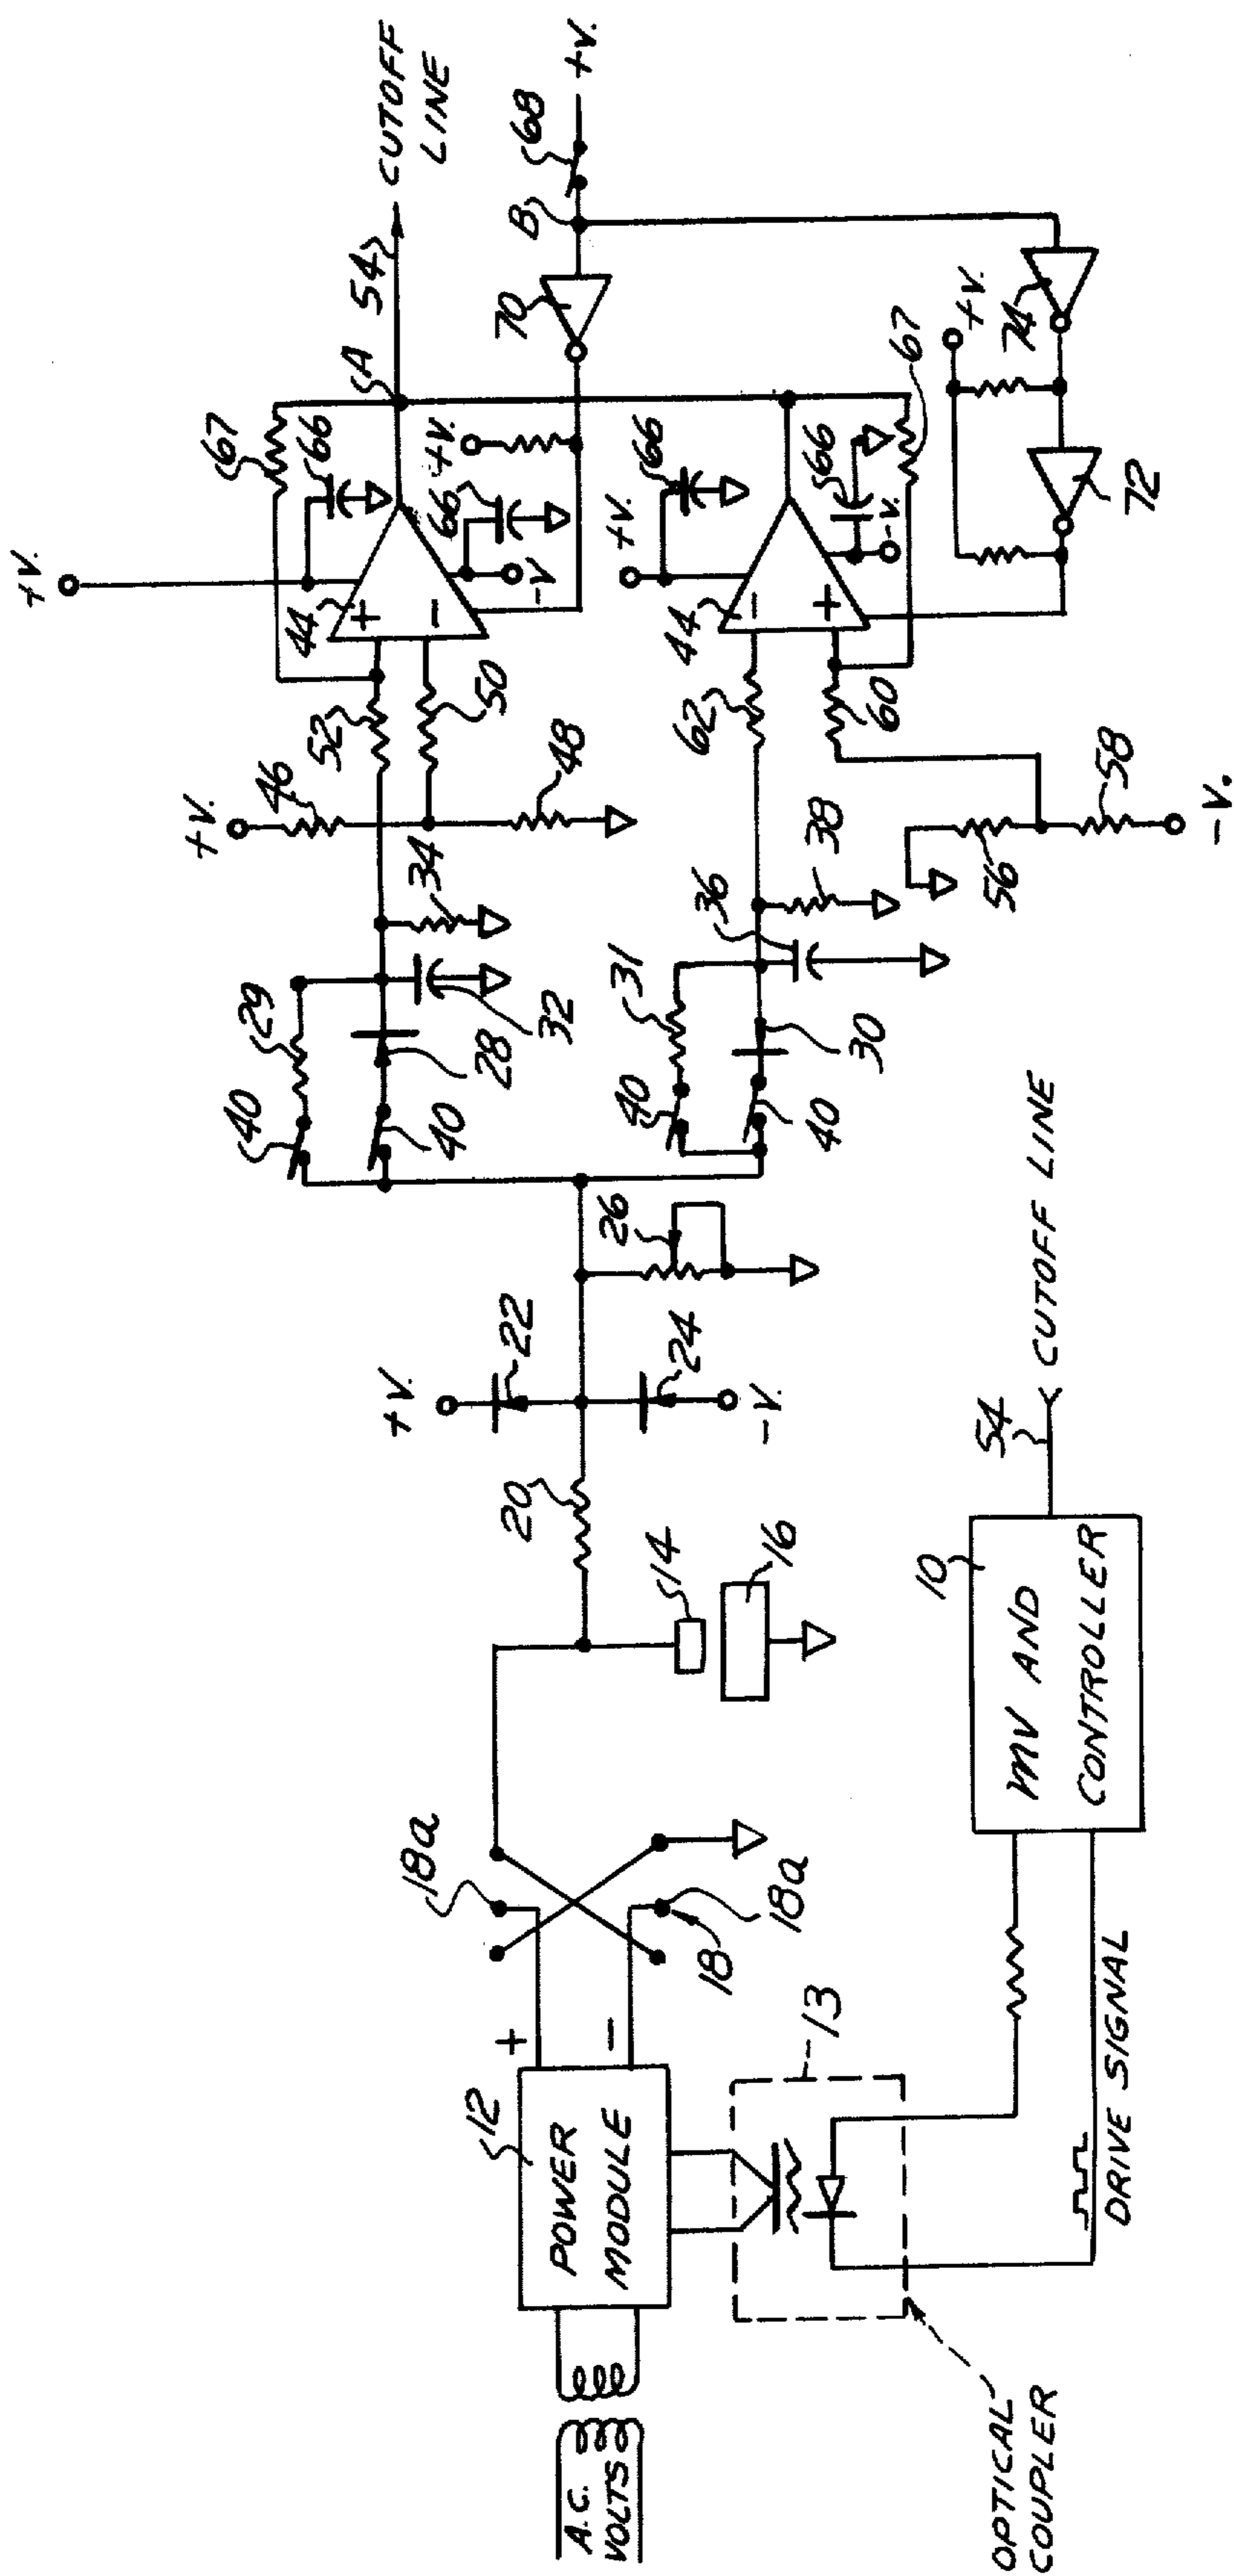 A.C.
VOLTS
12
POWER
MODULE
+
−
18a
18
18a
13
OPTICAL
COUPLER
DRIVE SIGNAL
10
MV AND
CONTROLLER
54
CUTOFF LINE
14
16
20
+V.
22
24
-V.
26
40
29
40
28
32
34
+V.
46
48
52
50
44
+
−
+V
67
66
A
54
CUTOFF
LINE
+V.
66
-V
70
B
68
+V.
40
31
40
30
36
38
62
60
56
58
-V.
44
−
+
+V.
66
66
-V.
67
+V.
74
72